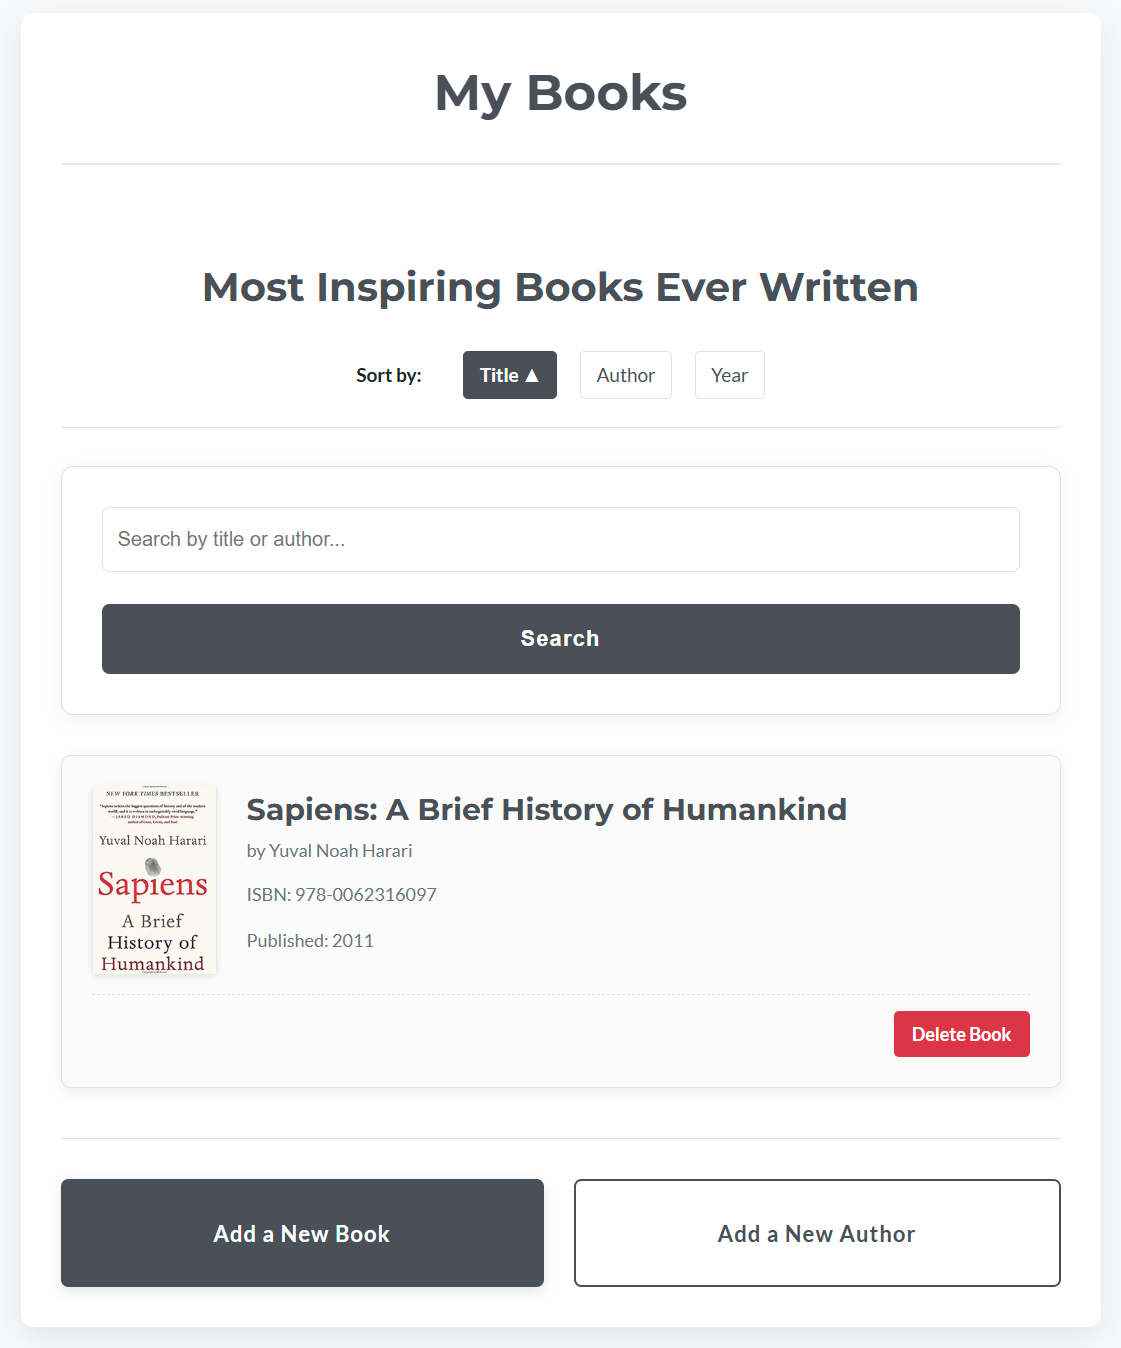 My Books
Most Inspiring Books Ever Written
Sort by:
Title ▲
Author
Year
Search by title or author...
Search
NEW YORK TIMES BESTSELLER
Yuval Noah Harari
Sapiens
A Brief
History of
Humankind
Sapiens: A Brief History of Humankind
by Yuval Noah Harari
ISBN: 978-0062316097
Published: 2011
Delete Book
Add a New Book
Add a New Author